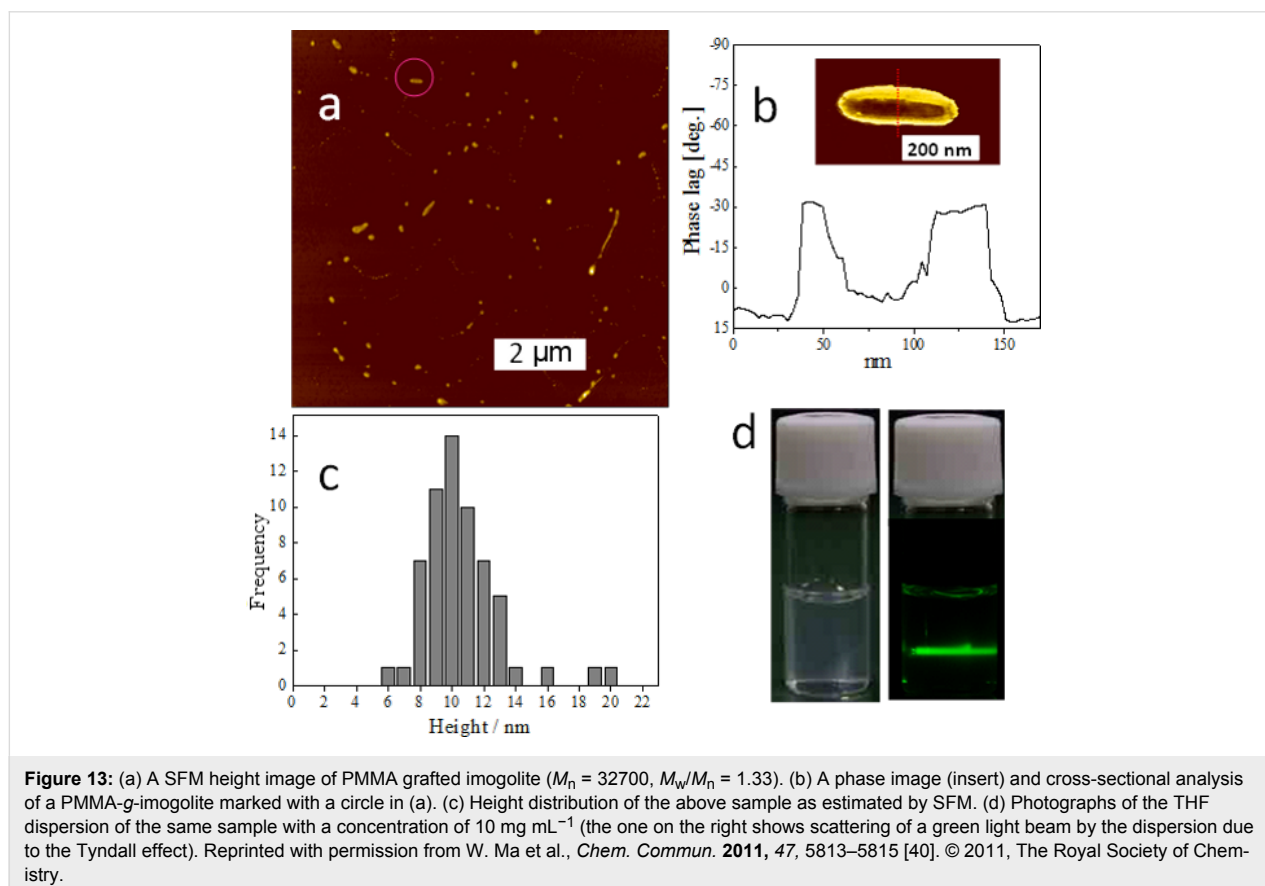 a
2 μm
b
200 nm
Phase lag [deg.]
-90
-75
-60
-45
-30
-15
0
15
0 50 100 150
nm
c
Frequency
14
12
10
8
6
4
2
0
0 2 4 6 8 10 12 14 16 18 20 22
Height / nm
d
Figure 13: (a) A SFM height image of PMMA grafted imogolite (Mn = 32700, Mw/Mn = 1.33). (b) A phase image (insert) and cross-sectional analysis
of a PMMA-g-imogolite marked with a circle in (a). (c) Height distribution of the above sample as estimated by SFM. (d) Photographs of the THF
dispersion of the same sample with a concentration of 10 mg mL⁻¹ (the one on the right shows scattering of a green light beam by the dispersion due
to the Tyndall effect). Reprinted with permission from W. Ma et al., Chem. Commun. 2011, 47, 5813–5815 [40]. © 2011, The Royal Society of Chem-
istry.